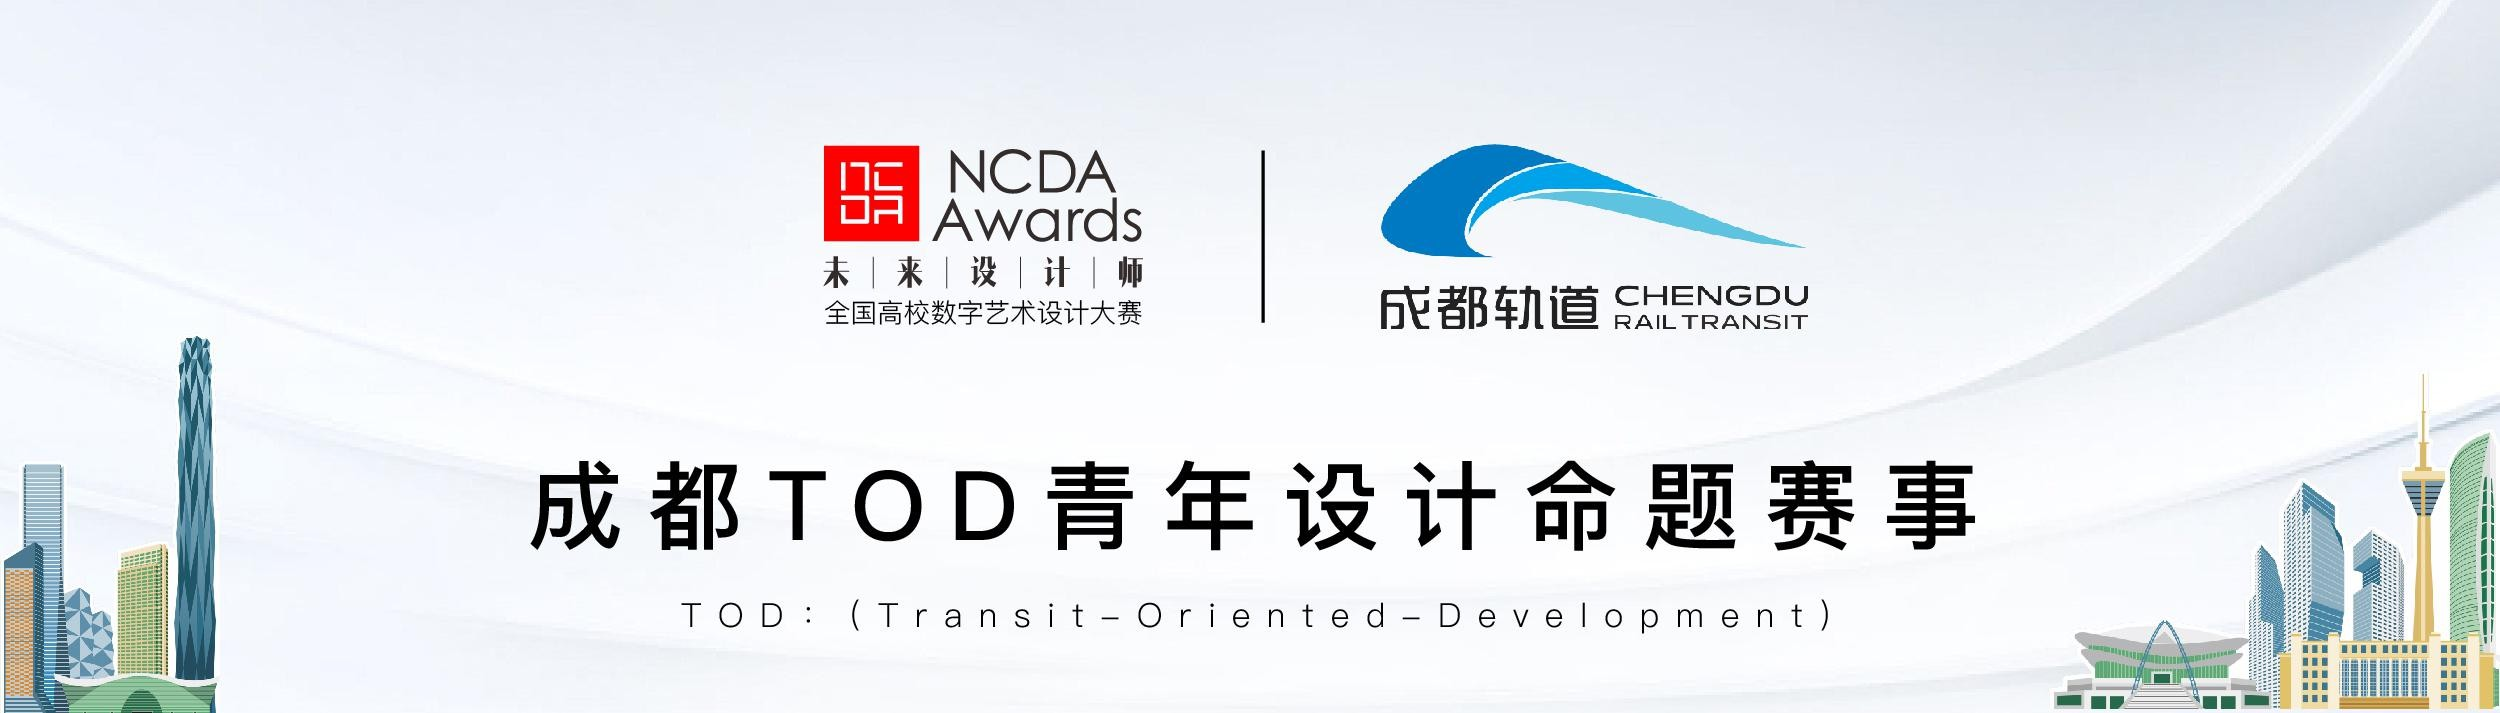 NCDA
Awards
未来设计师
全国高校数字艺术设计大赛
成都轨道 CHENGDU
RAIL TRANSIT
成都TOD青年设计命题赛事
TOD：(Transit-Oriented-Development)